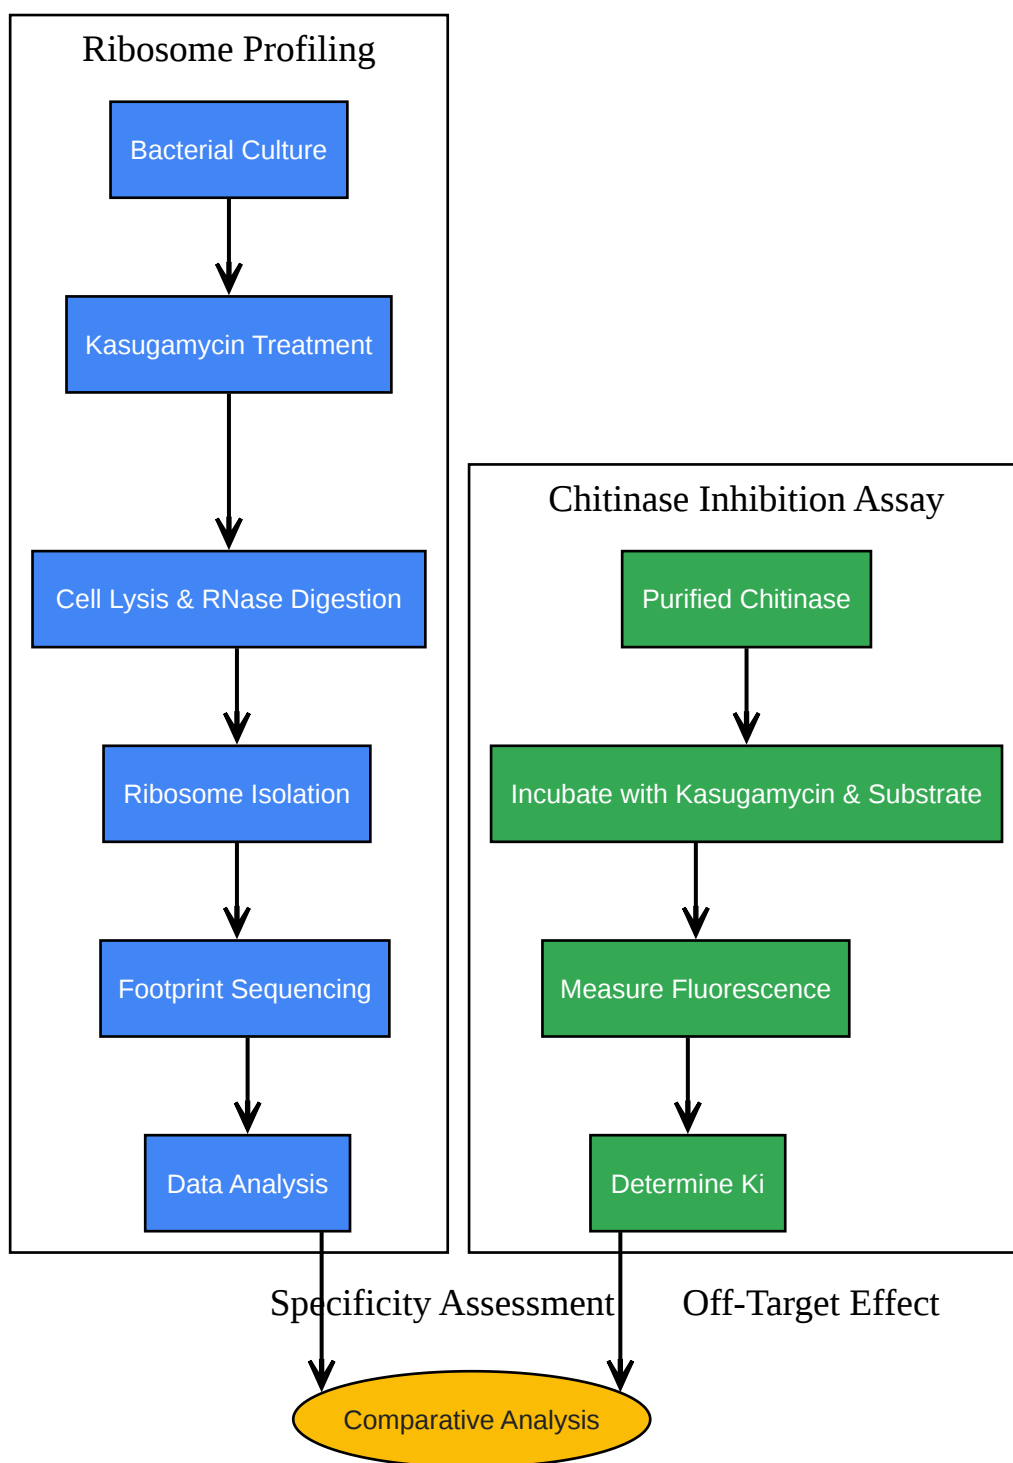 Ribosome Profiling
Bacterial Culture
Kasugamycin Treatment
Cell Lysis & RNase Digestion
Ribosome Isolation
Footprint Sequencing
Data Analysis
Chitinase Inhibition Assay
Purified Chitinase
Incubate with Kasugamycin & Substrate
Measure Fluorescence
Determine Ki
Specificity Assessment
Off-Target Effect
Comparative Analysis